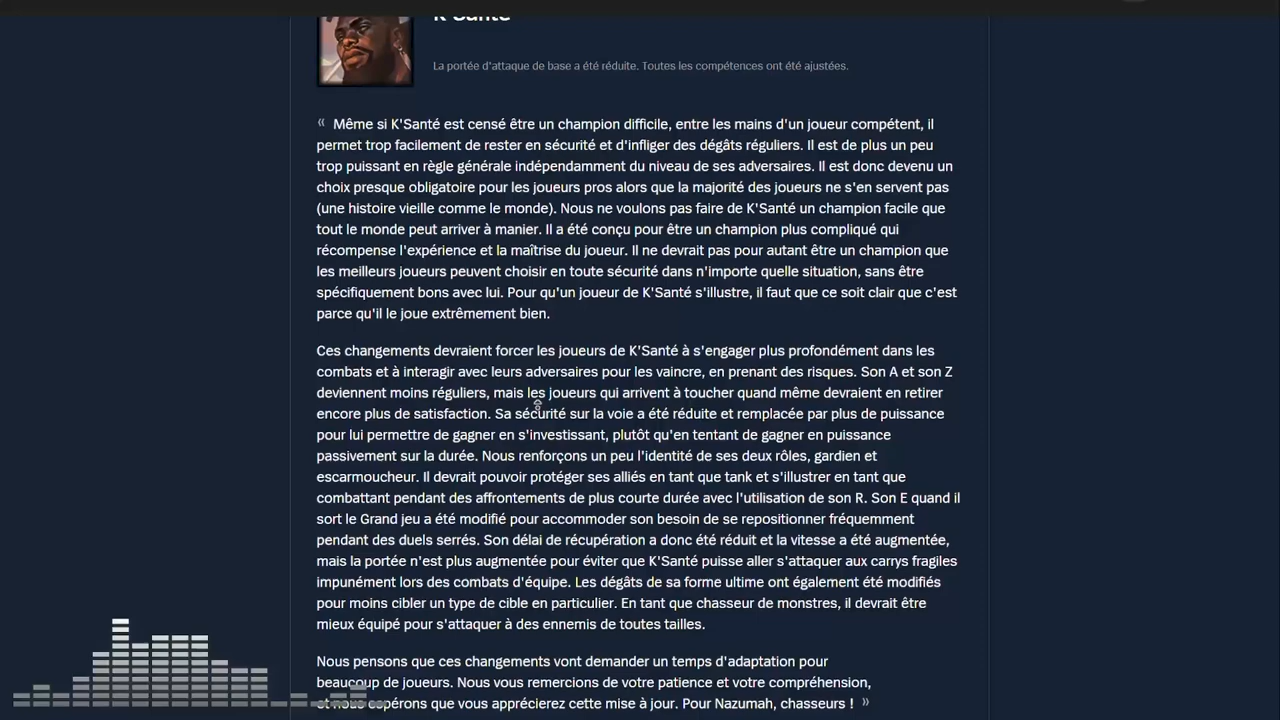 K'Santé
La portée d'attaque de base a été réduite. Toutes les compétences ont été ajustées.
« Même si K'Santé est censé être un champion difficile, entre les mains d'un joueur compétent, il
permet trop facilement de rester en sécurité et d'infliger des dégâts réguliers. Il est de plus un peu
trop puissant en règle générale indépendamment du niveau de ses adversaires. Il est donc devenu un
choix presque obligatoire pour les joueurs pros alors que la majorité des joueurs ne s'en servent pas
(une histoire vieille comme le monde). Nous ne voulons pas faire de K'Santé un champion facile que
tout le monde peut arriver à manier. Il a été conçu pour être un champion plus compliqué qui
récompense l'expérience et la maîtrise du joueur. Il ne devrait pas pour autant être un champion que
les meilleurs joueurs peuvent choisir en toute sécurité dans n'importe quelle situation, sans être
spécifiquement bons avec lui. Pour qu'un joueur de K'Santé s'illustre, il faut que ce soit clair que c'est
parce qu'il le joue extrêmement bien.
Ces changements devraient forcer les joueurs de K'Santé à s'engager plus profondément dans les
combats et à interagir avec leurs adversaires pour les vaincre, en prenant des risques. Son A et son Z
deviennent moins réguliers, mais les joueurs qui arrivent à toucher quand même devraient en retirer
encore plus de satisfaction. Sa sécurité sur la voie a été réduite et remplacée par plus de puissance
pour lui permettre de gagner en s'investissant, plutôt qu'en tentant de gagner en puissance
passivement sur la durée. Nous renforçons un peu l'identité de ses deux rôles, gardien et
escarmoucheur. Il devrait pouvoir protéger ses alliés en tant que tank et s'illustrer en tant que
combattant pendant des affrontements de plus courte durée avec l'utilisation de son R. Son E quand il
sort le Grand jeu a été modifié pour accommoder son besoin de se repositionner fréquemment
pendant des duels serrés. Son délai de récupération a donc été réduit et la vitesse a été augmentée,
mais la portée n'est plus augmentée pour éviter que K'Santé puisse aller s'attaquer aux carrys fragiles
impunément lors des combats d'équipe. Les dégâts de sa forme ultime ont également été modifiés
pour moins cibler un type de cible en particulier. En tant que chasseur de monstres, il devrait être
mieux équipé pour s'attaquer à des ennemis de toutes tailles.
Nous pensons que ces changements vont demander un temps d'adaptation pour
beaucoup de joueurs. Nous vous remercions de votre patience et votre compréhension,
et nous espérons que vous apprécierez cette mise à jour. Pour Nazumah, chasseurs ! »